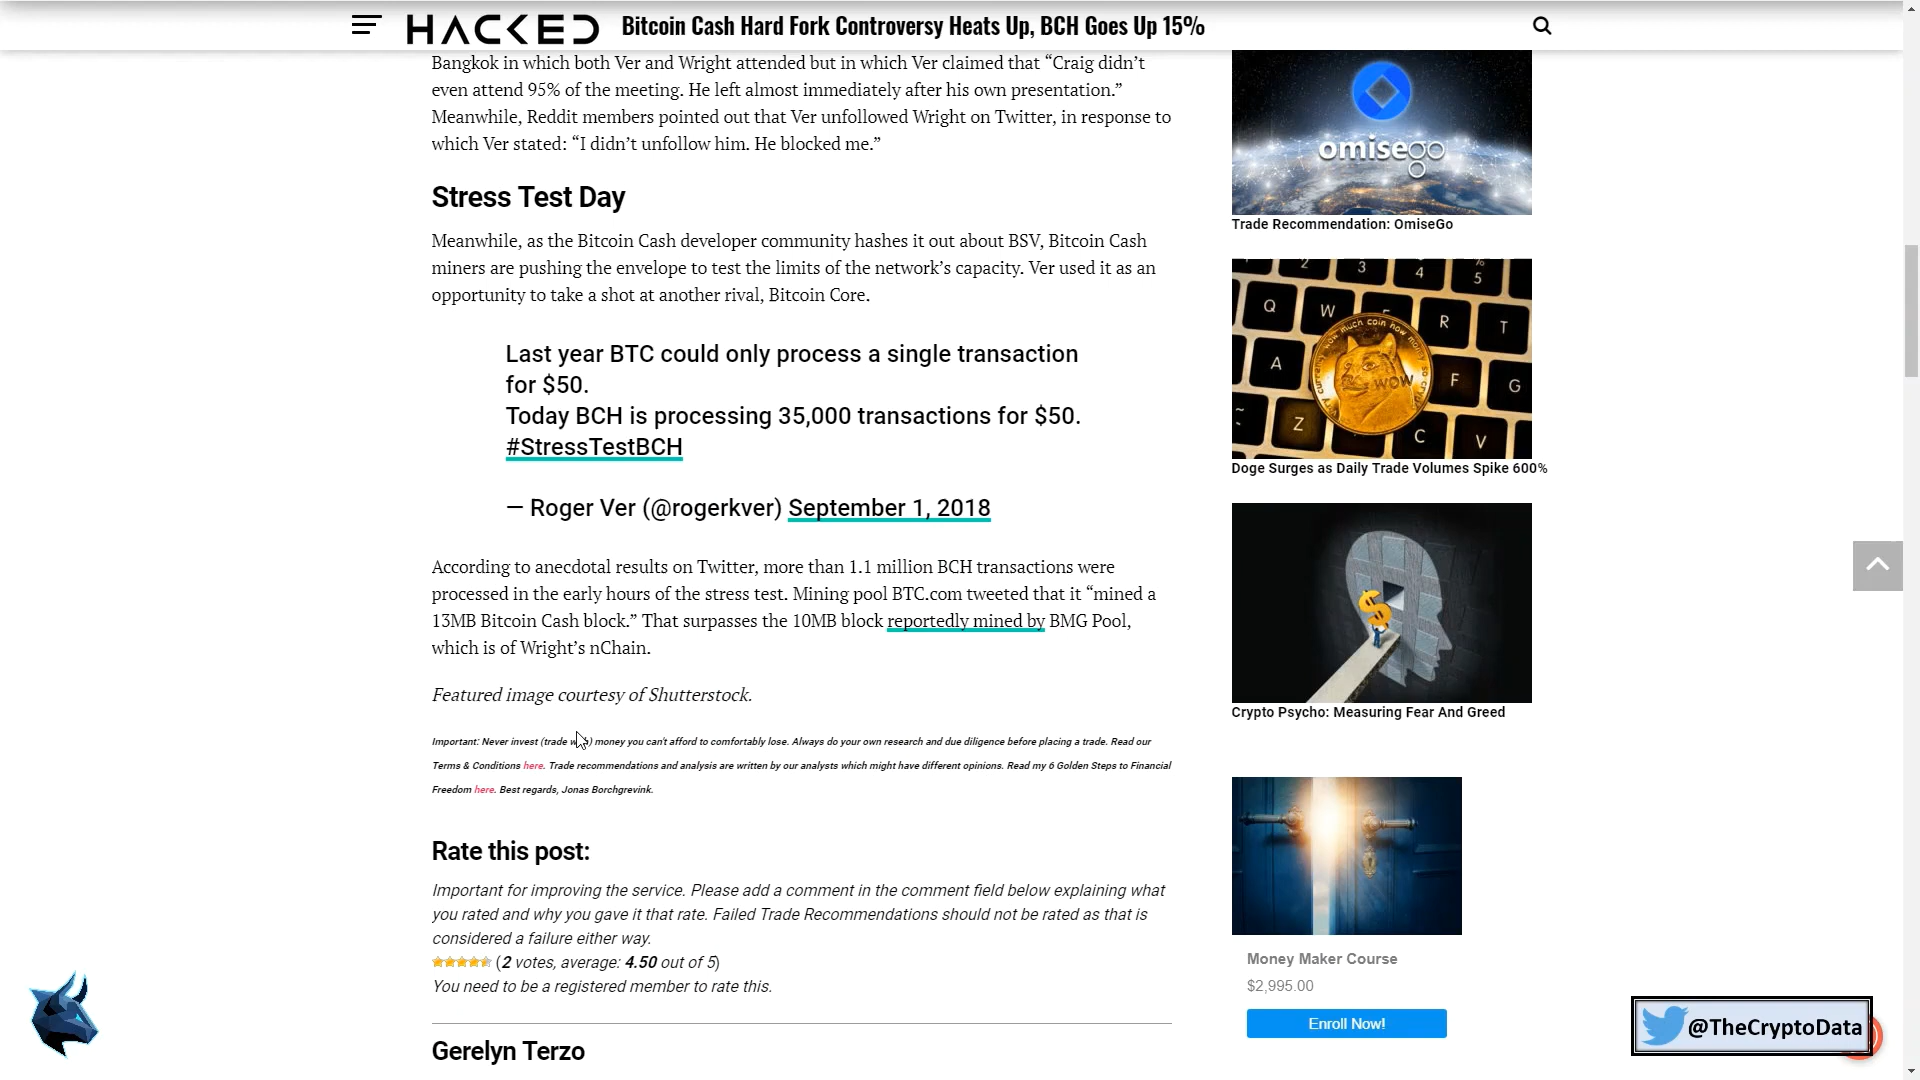 HACKED
Bitcoin Cash Hard Fork Controversy Heats Up, BCH Goes Up 15%
Bangkok in which both Ver and Wright attended but in which Ver claimed that “Craig didn’t
even attend 95% of the meeting. He left almost immediately after his own presentation.”
Meanwhile, Reddit members pointed out that Ver unfollowed Wright on Twitter, in response to
which Ver stated: “I didn’t unfollow him. He blocked me.”
Stress Test Day
Meanwhile, as the Bitcoin Cash developer community hashes it out about BSV, Bitcoin Cash
miners are pushing the envelope to test the limits of the network’s capacity. Ver used it as an
opportunity to take a shot at another rival, Bitcoin Core.
Last year BTC could only process a single transaction
for $50.
Today BCH is processing 35,000 transactions for $50.
#StressTestBCH
— Roger Ver (@rogerkver) September 1, 2018
According to anecdotal results on Twitter, more than 1.1 million BCH transactions were
processed in the early hours of the stress test. Mining pool BTC.com tweeted that it “mined a
13MB Bitcoin Cash block.” That surpasses the 10MB block reportedly mined by BMG Pool,
which is of Wright’s nChain.
Featured image courtesy of Shutterstock.
Important: Never invest (trade with) money you can't afford to comfortably lose. Always do your own research and due diligence before placing a trade. Read our
Terms & Conditions here. Trade recommendations and analysis are written by our analysts which might have different opinions. Read my 6 Golden Steps to Financial
Freedom here. Best regards, Jonas Borchgrevink.
Rate this post:
Important for improving the service. Please add a comment in the comment field below explaining what
you rated and why you gave it that rate. Failed Trade Recommendations should not be rated as that is
considered a failure either way.
(2 votes, average: 4.50 out of 5)
You need to be a registered member to rate this.
Gerelyn Terzo
omisego
Trade Recommendation: OmiseGo
2 3 4 5
Q W R T
A F G
Z C V
much coin how
WOW
Doge Surges as Daily Trade Volumes Spike 600%
$
Crypto Psycho: Measuring Fear And Greed
Money Maker Course
$2,995.00
Enroll Now!
@TheCryptoData